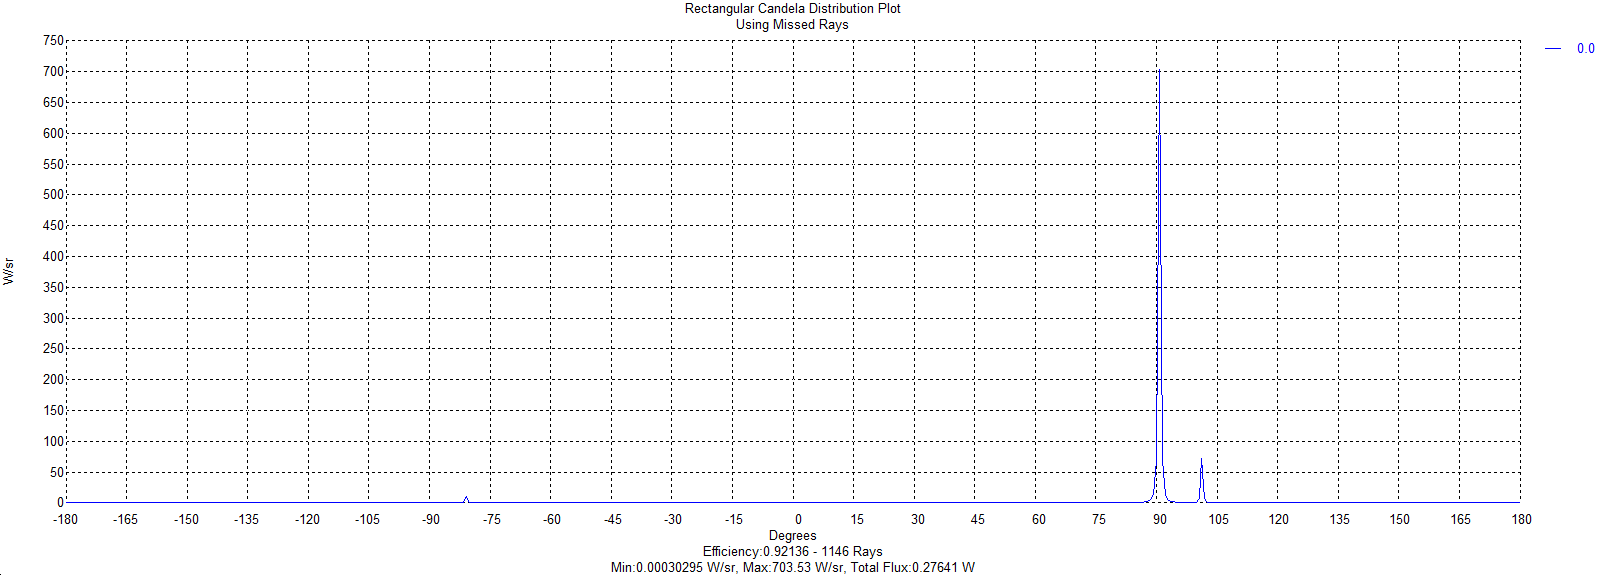 Rectangular Candela Distribution Plot
Using Missed Rays
750
700
650
600
550
500
450
400
350
300
250
200
150
100
50
0
W/sr
-180 -165 -150 -135 -120 -105 -90 -75 -60 -45 -30 -15 0 15 30 45 60 75 90 105 120 135 150 165 180
Degrees
Efficiency:0.92136 - 1146 Rays
Min:0.00030295 W/sr, Max:703.53 W/sr, Total Flux:0.27641 W
0.0